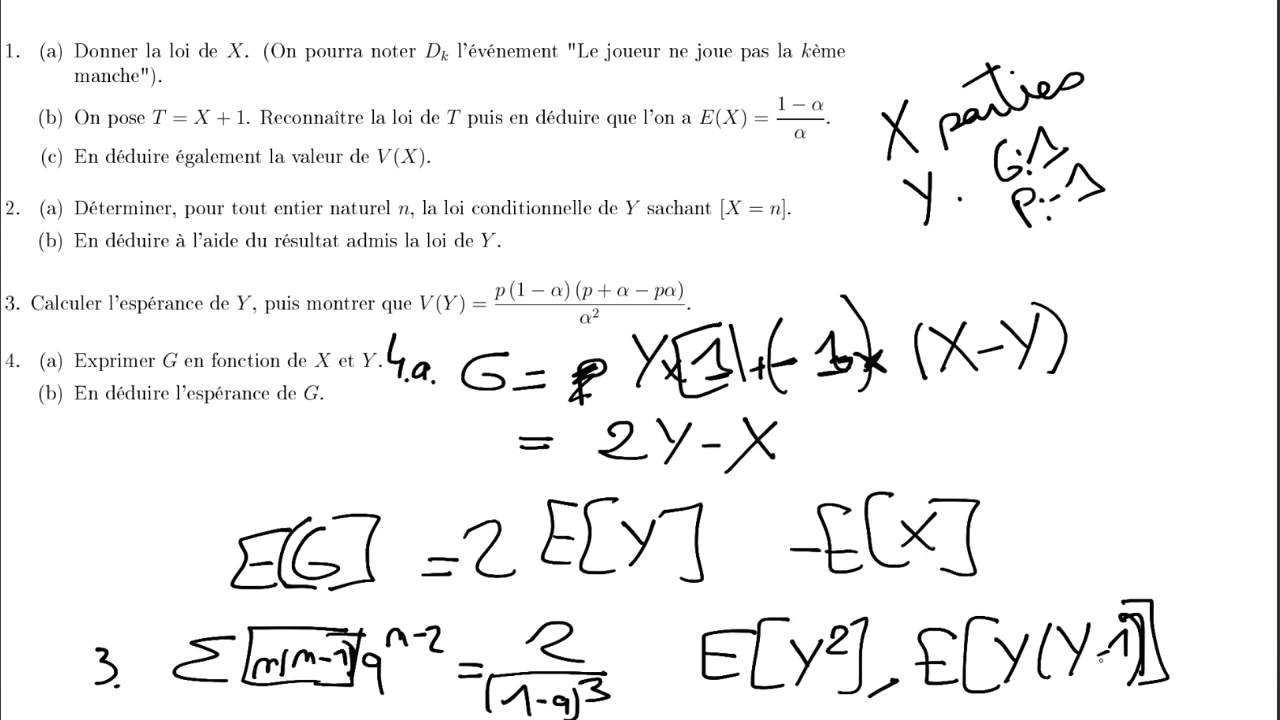 1. (a) Donner la loi de X. (On pourra noter D_k l'événement "Le joueur ne joue pas la kème
manche").
(b) On pose T = X + 1. Reconnaître la loi de T puis en déduire que l'on a E(X) = (1 − α)/α.
(c) En déduire également la valeur de V(X).
2. (a) Déterminer, pour tout entier naturel n, la loi conditionnelle de Y sachant [X = n].
(b) En déduire à l'aide du résultat admis la loi de Y.
3. Calculer l'espérance de Y, puis montrer que V(Y) = p(1 − α)(p + α − pα)/α².
4. (a) Exprimer G en fonction de X et Y.
(b) En déduire l'espérance de G.
X parties
G: 1
Y. P: -1
4.a. G = Y×[1] + (-1)× (X-Y)
= 2Y - X
E[G] = 2 E[Y] - E[X]
3. Σ n(n-1) q^(n-2) = 2/(1-q)^3 E[Y²], E[Y(Y-1)]